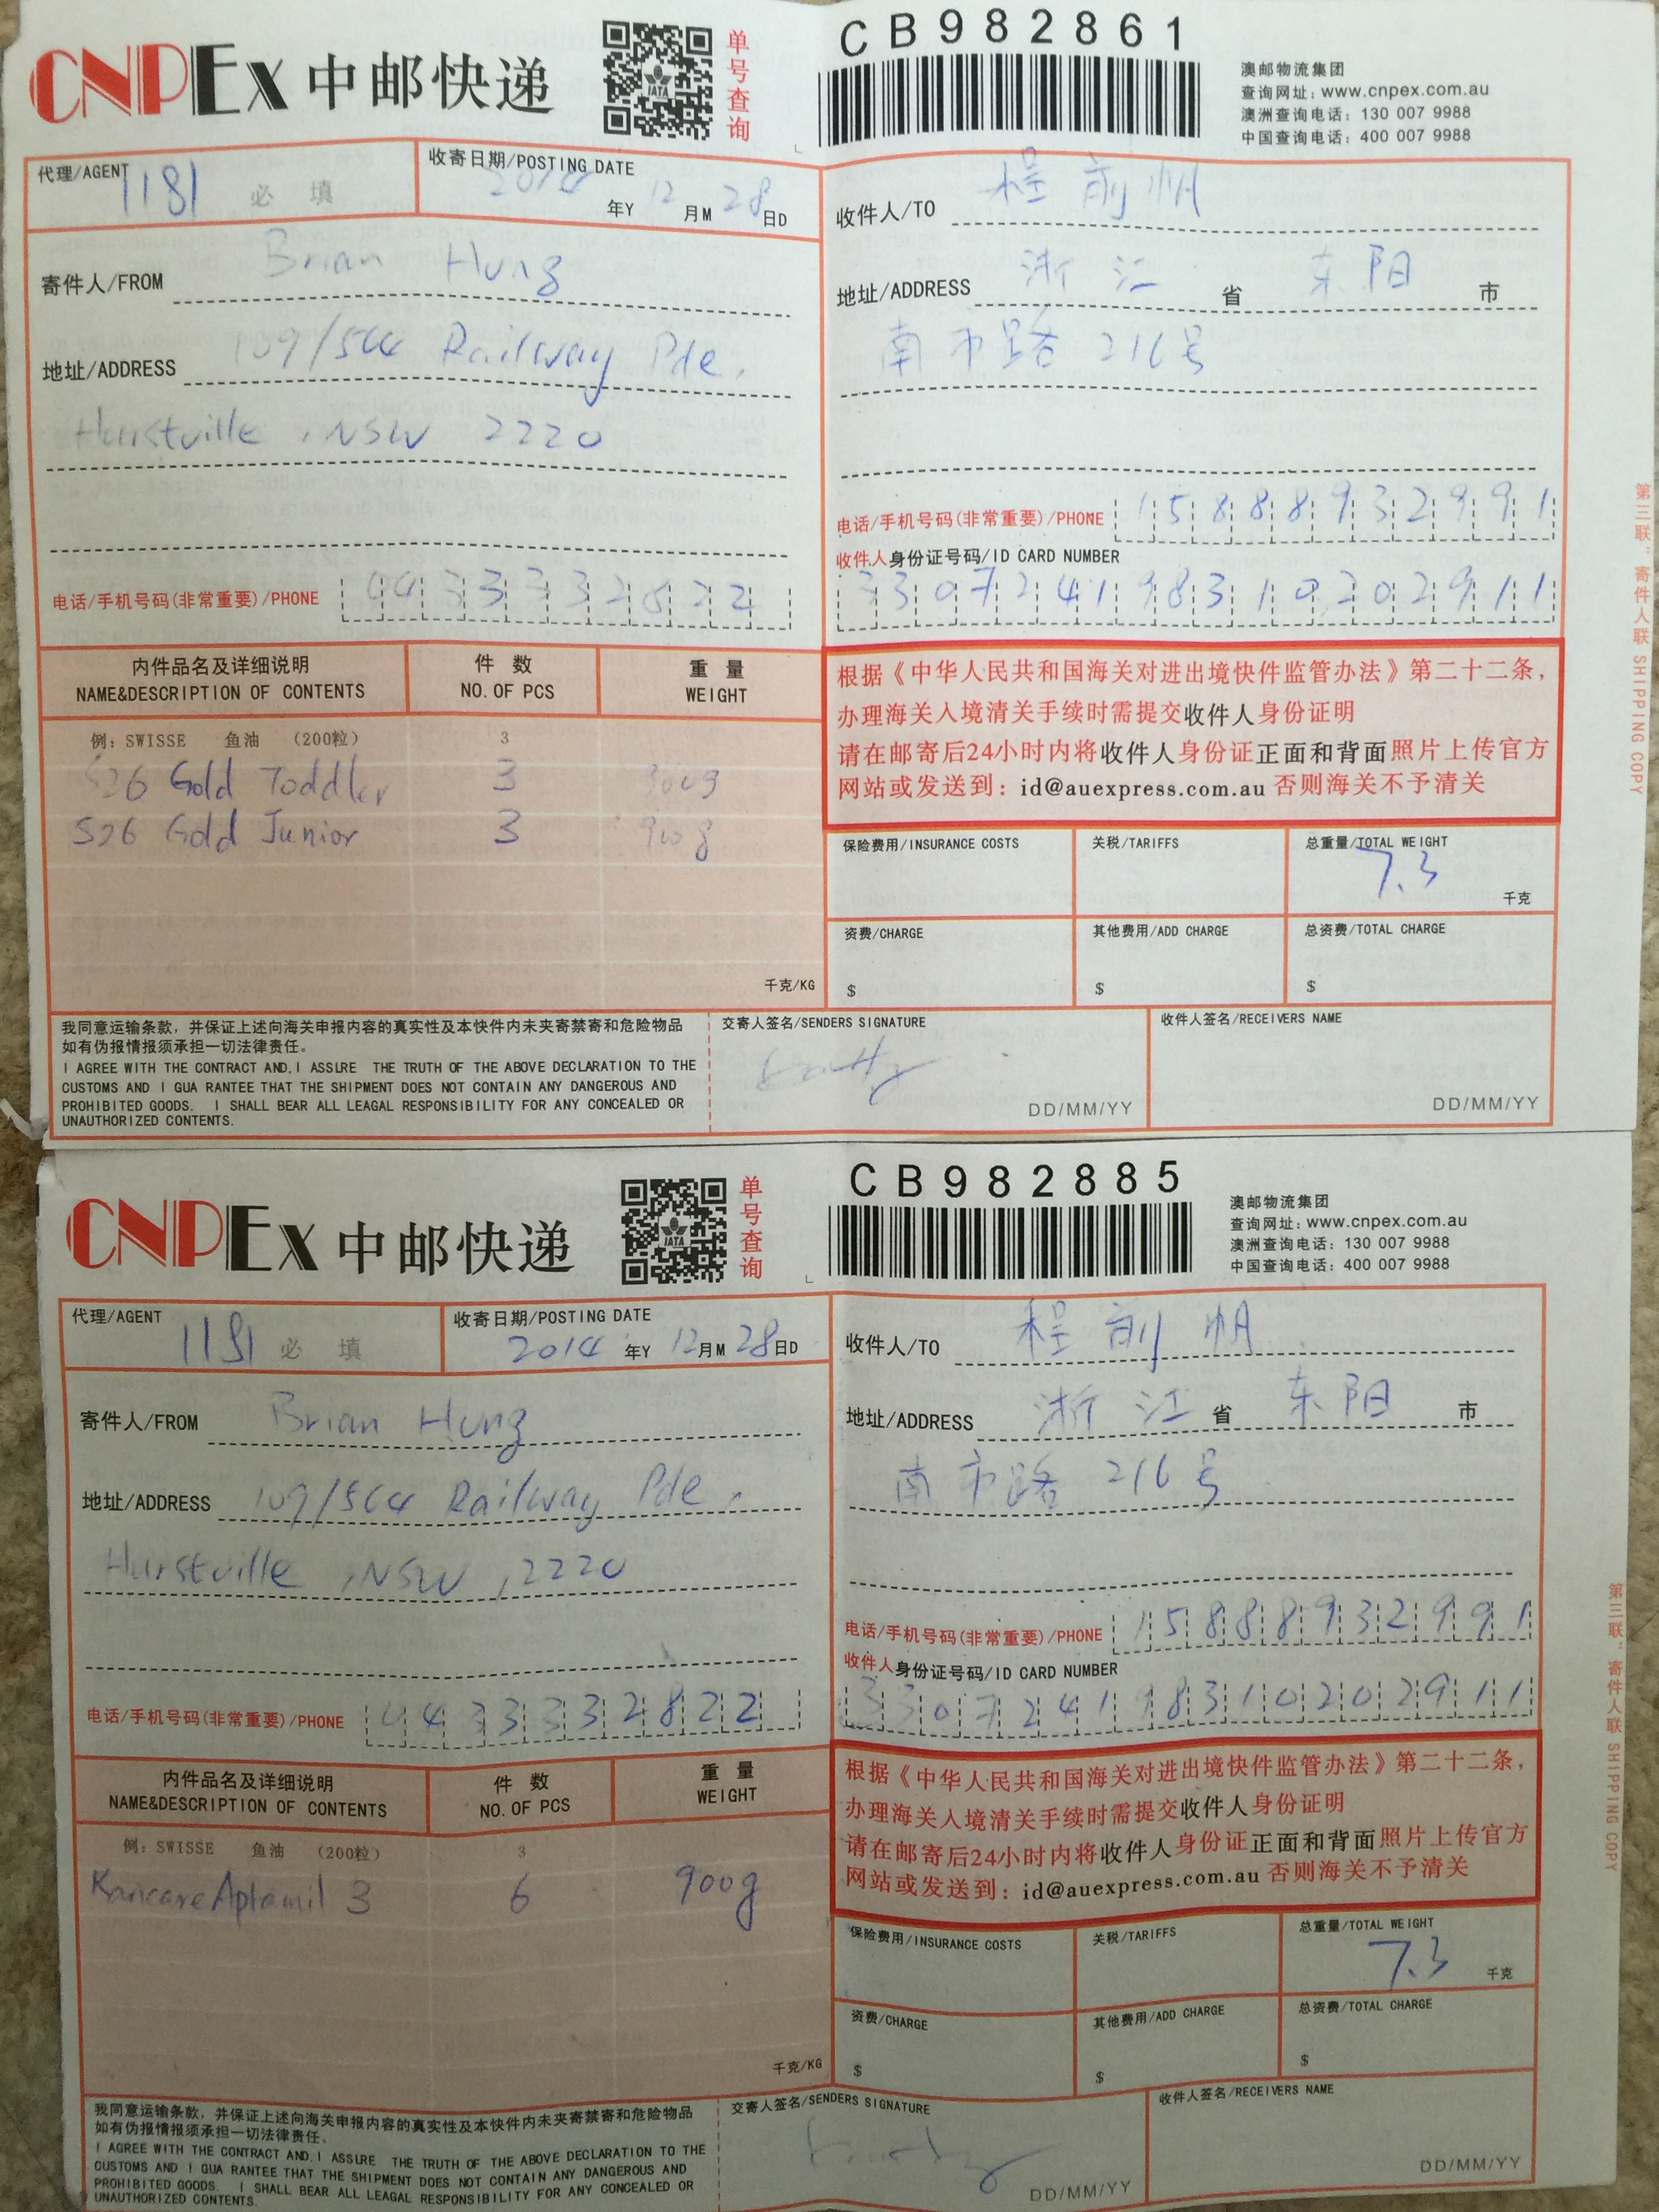 CNPEx 中邮快递
单号查询
IATA
CB982861
澳邮物流集团
查询网址：www.cnpex.com.au
澳洲查询电话：130 007 9988
中国查询电话：400 007 9988
代理/AGENT 1181 必 填
收寄日期/POSTING DATE
2014 年Y 12 月M 28 日D
寄件人/FROM Brian Hung
地址/ADDRESS 109/564 Railway Pde,
Hurstville, NSW 2220
电话/手机号码(非常重要)/PHONE 0433332822
收件人/TO 程前帆
地址/ADDRESS 浙江 省 东阳 市
南市路 216号
电话/手机号码(非常重要)/PHONE 15888932991
收件人身份证号码/ID CARD NUMBER
330724198310202911
内件品名及详细说明 件 数 重 量
NAME&DESCRIPTION OF CONTENTS NO. OF PCS WEIGHT
例：SWISSE 鱼油 （200粒） 3
S26 Gold Toddler 3 900g
S26 Gold Junior 3 900g
千克/KG
根据《中华人民共和国海关对进出境快件监管办法》第二十二条，
办理海关入境清关手续时需提交收件人身份证明
请在邮寄后24小时内将收件人身份证正面和背面照片上传官方
网站或发送到：id@auexpress.com.au 否则海关不予清关
保险费用/INSURANCE COSTS 关税/TARIFFS 总重量/TOTAL WEIGHT
7.3 千克
资费/CHARGE 其他费用/ADD CHARGE 总资费/TOTAL CHARGE
$ $ $
我同意运输条款，并保证上述向海关申报内容的真实性及本快件内未夹寄禁寄和危险物品
如有伪报情报须承担一切法律责任。
I AGREE WITH THE CONTRACT AND,I ASSLRE THE TRUTH OF THE ABOVE DECLARATION TO THE
CUSTOMS AND I GUA RANTEE THAT THE SHIPMENT DOES NOT CONTAIN ANY DANGEROUS AND
PROHIBITED GOODS. I SHALL BEAR ALL LEAGAL RESPONSIBILITY FOR ANY CONCEALED OR
UNAUTHORIZED CONTENTS.
交寄人签名/SENDERS SIGNATURE
DD/MM/YY
收件人签名/RECEIVERS NAME
DD/MM/YY
第三联：寄件人联 SHIPPING COPY
CNPEx 中邮快递
单号查询
IATA
CB982885
澳邮物流集团
查询网址：www.cnpex.com.au
澳洲查询电话：130 007 9988
中国查询电话：400 007 9988
代理/AGENT 1181 必 填
收寄日期/POSTING DATE
2014 年Y 12 月M 28 日D
寄件人/FROM Brian Hung
地址/ADDRESS 109/564 Railway Pde,
Hurstville, NSW, 2220
电话/手机号码(非常重要)/PHONE 0433332822
收件人/TO 程前帆
地址/ADDRESS 浙江 省 东阳 市
南市路 216号
电话/手机号码(非常重要)/PHONE 15888932991
收件人身份证号码/ID CARD NUMBER
330724198310202911
内件品名及详细说明 件 数 重 量
NAME&DESCRIPTION OF CONTENTS NO. OF PCS WEIGHT
例：SWISSE 鱼油 （200粒） 3
Karicare Aptamil 3 6 900g
千克/KG
根据《中华人民共和国海关对进出境快件监管办法》第二十二条，
办理海关入境清关手续时需提交收件人身份证明
请在邮寄后24小时内将收件人身份证正面和背面照片上传官方
网站或发送到：id@auexpress.com.au 否则海关不予清关
保险费用/INSURANCE COSTS 关税/TARIFFS 总重量/TOTAL WEIGHT
7.3 千克
资费/CHARGE 其他费用/ADD CHARGE 总资费/TOTAL CHARGE
$ $ $
我同意运输条款，并保证上述向海关申报内容的真实性及本快件内未夹寄禁寄和危险物品
如有伪报情报须承担一切法律责任。
I AGREE WITH THE CONTRACT AND,I ASSURE THE TRUTH OF THE ABOVE DECLARATION TO THE
CUSTOMS AND I GUA RANTEE THAT THE SHIPMENT DOES NOT CONTAIN ANY DANGEROUS AND
PROHIBITED GOODS. I SHALL BEAR ALL LEAGAL RESPONSIBILITY FOR ANY CONCEALED OR
UNAUTHORIZED CONTENTS.
交寄人签名/SENDERS SIGNATURE
DD/MM/YY
收件人签名/RECEIVERS NAME
DD/MM/YY
第三联：寄件人联 SHIPPING COPY